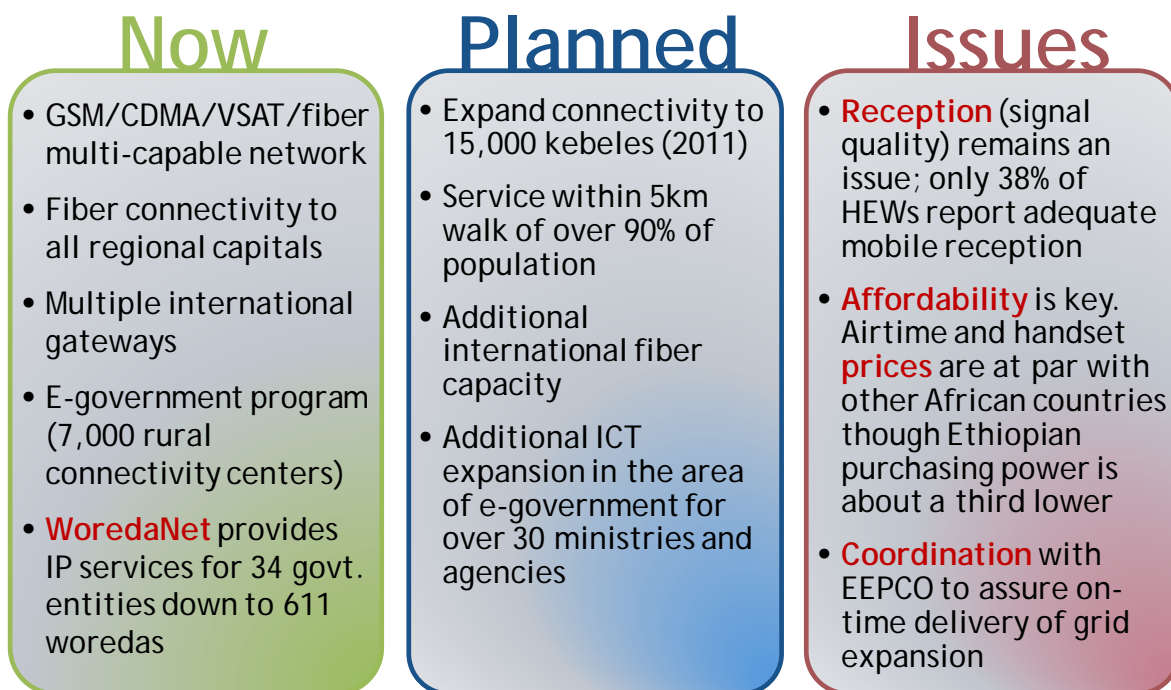 Now
• GSM/CDMA/VSAT/fiber
multi-capable network
• Fiber connectivity to
all regional capitals
• Multiple international
gateways
• E-government program
(7,000 rural
connectivity centers)
• WoredaNet provides
IP services for 34 govt.
entities down to 611
woredas
Planned
• Expand connectivity to
15,000 kebeles (2011)
• Service within 5km
walk of over 90% of
population
• Additional
international fiber
capacity
• Additional ICT
expansion in the area
of e-government for
over 30 ministries and
agencies
Issues
• Reception (signal
quality) remains an
issue; only 38% of
HEWs report adequate
mobile reception
• Affordability is key.
Airtime and handset
prices are at par with
other African countries
though Ethiopian
purchasing power is
about a third lower
• Coordination with
EEPCO to assure on-
time delivery of grid
expansion